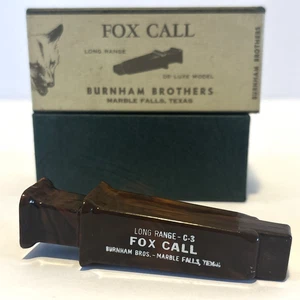 FOX CALL
LONG RANGE
DE LUXE MODEL
BURNHAM BROTHERS
MARBLE FALLS, TEXAS
BURNHAM BROTHERS
LONG RANGE - C-3
FOX CALL
BURNHAM BROS. - MARBLE FALLS, TEXAS